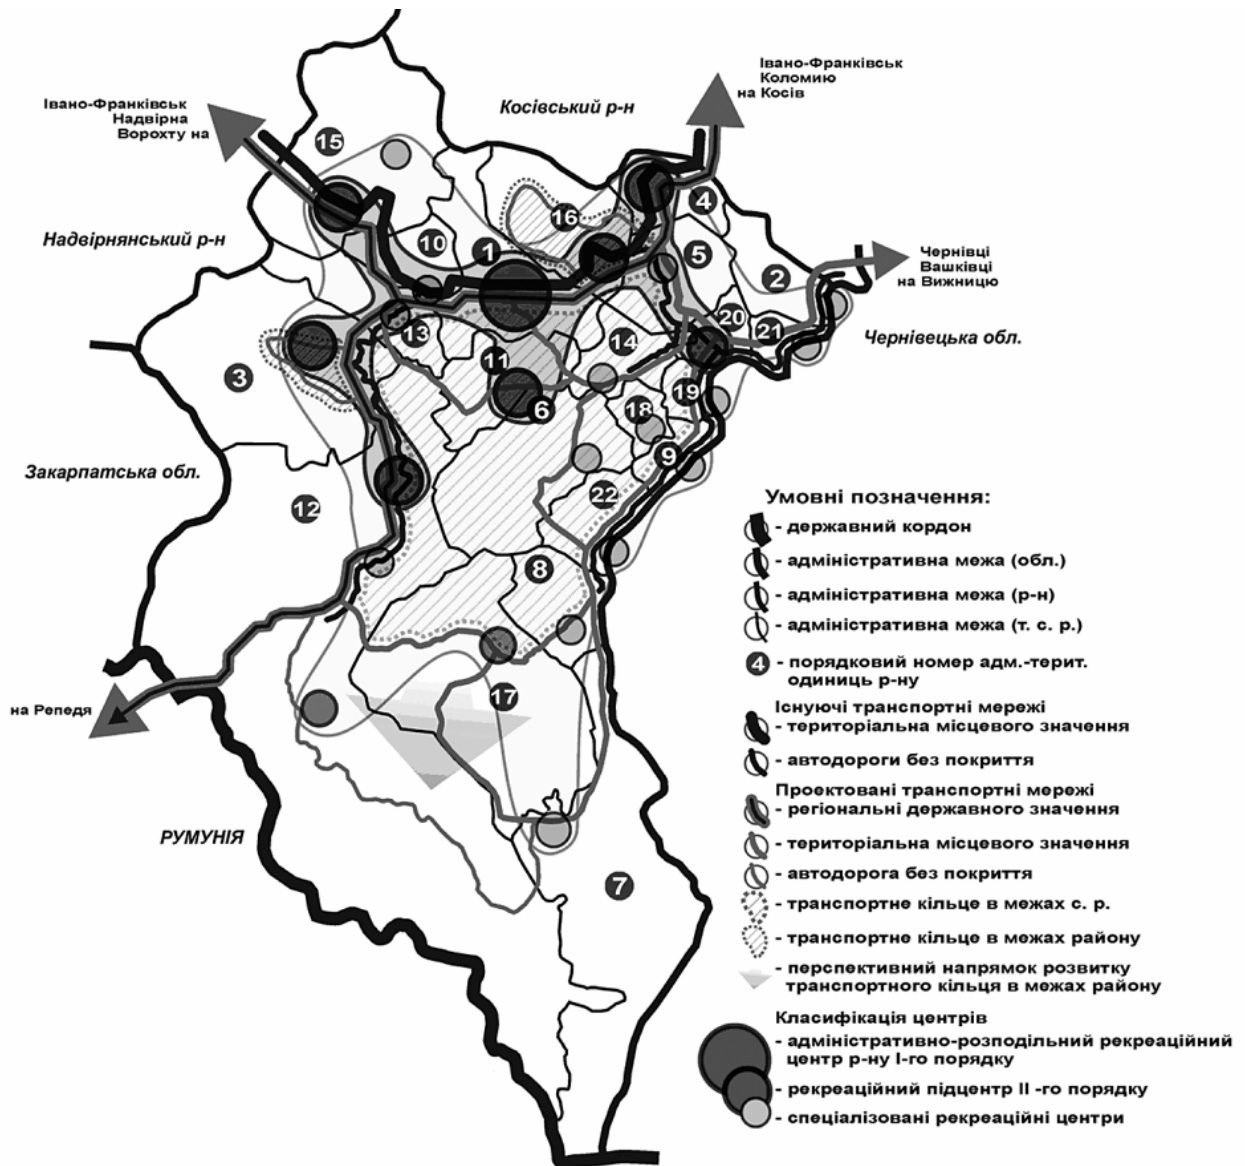 Івано-Франківськ
Коломию
на Косів
Івано-Франківськ
Надвірна
Ворохту на
Косівський р-н
15
4
16
Надвірнянський р-н
10
1
5
2
Чернівці
Вашківці
на Вижницю
20
21
13
14
Чернівецька обл.
11
3
19
6
18
9
Закарпатська обл.
12
22
8
17
на Репедя
РУМУНІЯ
7
Умовні позначення:
- державний кордон
- адміністративна межа (обл.)
- адміністративна межа (р-н)
- адміністративна межа (т. с. р.)
4 - порядковий номер адм.-терит.
одиниць р-ну
Існуючі транспортні мережі
- територіальна місцевого значення
- автодороги без покриття
Проектовані транспортні мережі
- регіональні державного значення
- територіальна місцевого значення
- автодорога без покриття
- транспортне кільце в межах с. р.
- транспортне кільце в межах району
- перспективний напрямок розвитку
транспортного кільця в межах району
Класифікація центрів
- адміністративно-розподільний рекреаційний
центр р-ну І-го порядку
- рекреаційний підцентр ІІ -го порядку
- спеціалізовані рекреаційні центри